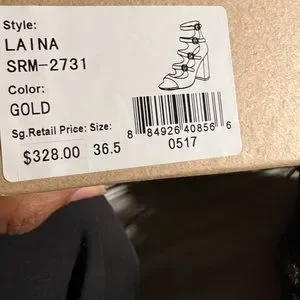 Style:
LAINA
SRM-2731
Color:
GOLD
Sg.Retail Price: Size:
$328.00 36.5
8 84926 40856 6
0517